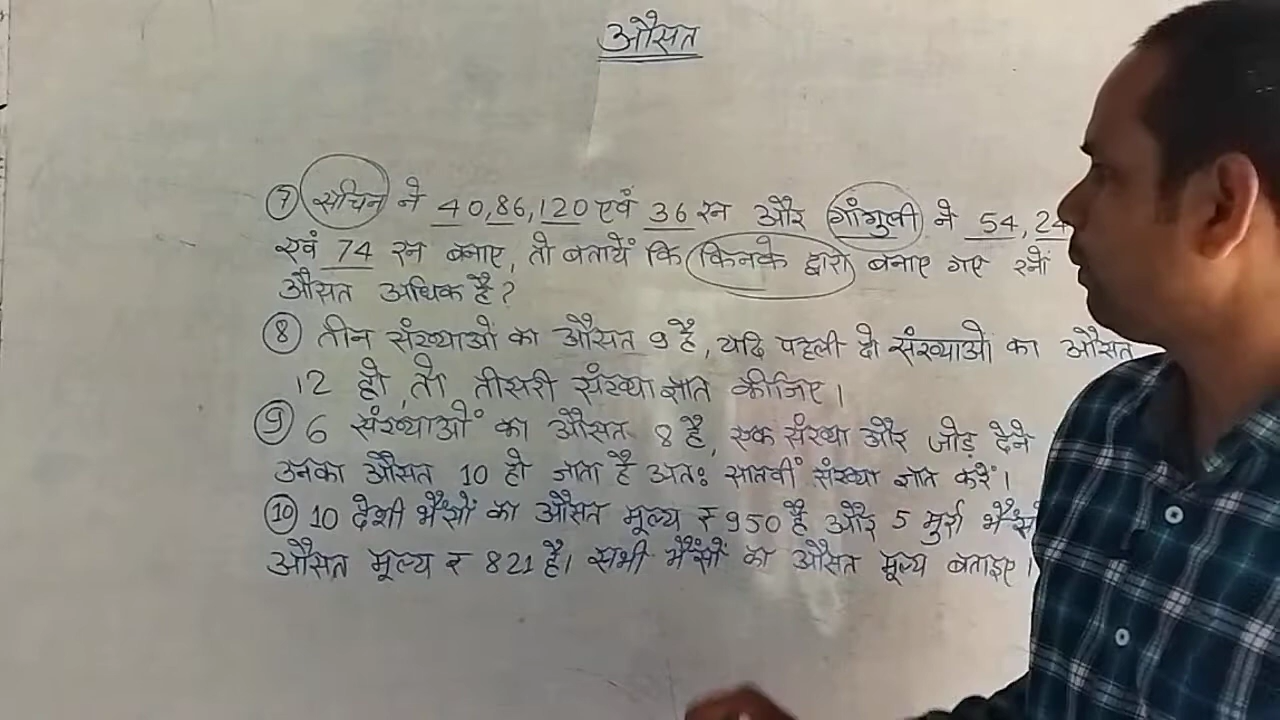 औसत
⑦ सचिन ने 40,86,120 एवं 36 रन और गांगुली ने 54,24
एवं 74 रन बनाए, तो बतायें कि किनके द्वारा बनाए गए रनों
औसत अधिक है?
⑧ तीन संख्याओं का औसत 9 है, यदि पहली दो संख्याओं का औसत
12 हो, तो तीसरी संख्या ज्ञात कीजिए।
⑨ 6 संख्याओं का औसत 8 है, एक संख्या और जोड़ देने
उनका औसत 10 हो जाता है अतः सातवीं संख्या ज्ञात करें।
⑩ 10 देशी भैंसों का औसत मूल्य ₹ 950 है और 5 मुर्रा भैंसों
औसत मूल्य ₹ 821 है। सभी भैंसों का औसत मूल्य बताइए।